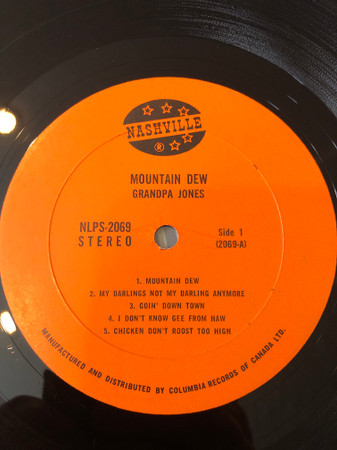 NASHVILLE
®
MOUNTAIN DEW
GRANDPA JONES
NLPS-2069
STEREO
Side 1
(2069-A)
1. MOUNTAIN DEW
2. MY DARLINGS NOT MY DARLING ANYMORE
3. GOIN' DOWN TOWN
4. I DON'T KNOW GEE FROM HAW
5. CHICKEN DON'T ROOST TOO HIGH
MANUFACTURED AND DISTRIBUTED BY COLUMBIA RECORDS OF CANADA LTD.